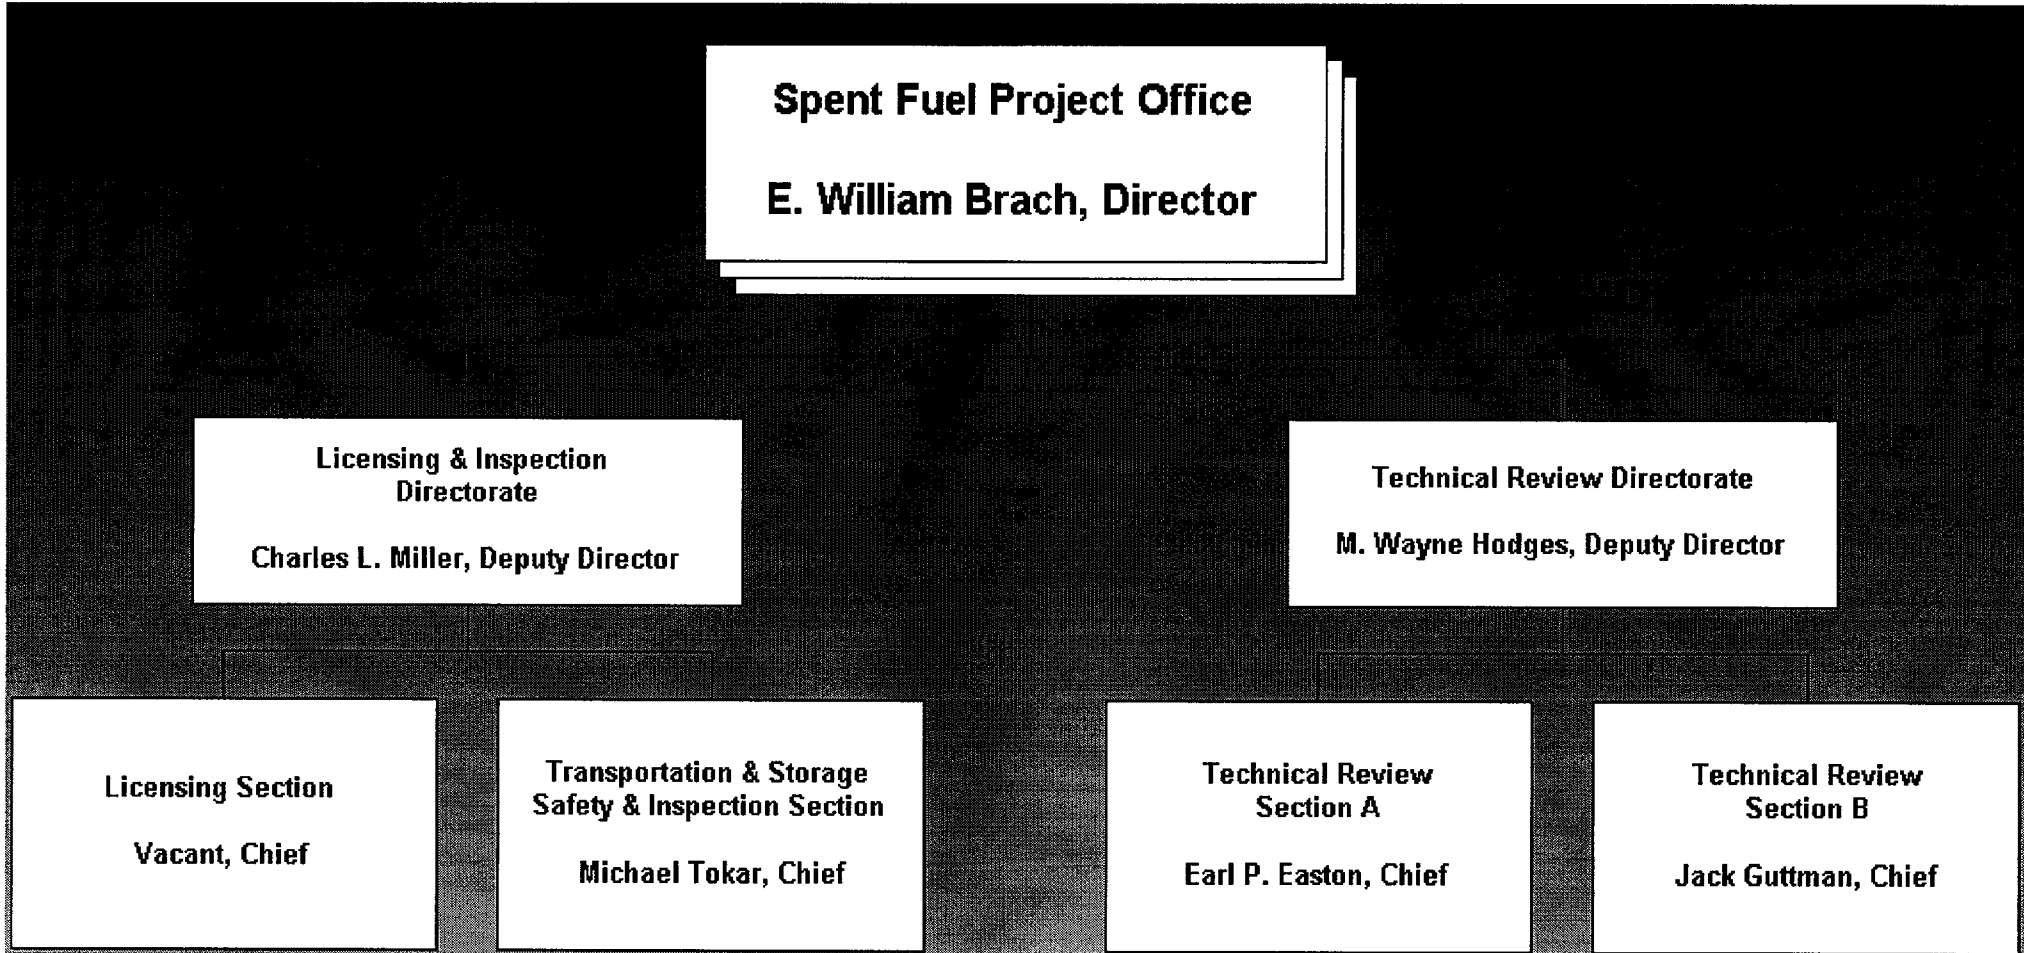 Spent Fuel Project Office
E. William Brach, Director
Licensing & Inspection
Directorate
Charles L. Miller, Deputy Director
Technical Review Directorate
M. Wayne Hodges, Deputy Director
Licensing Section
Vacant, Chief
Transportation & Storage
Safety & Inspection Section
Michael Tokar, Chief
Technical Review
Section A
Earl P. Easton, Chief
Technical Review
Section B
Jack Guttman, Chief